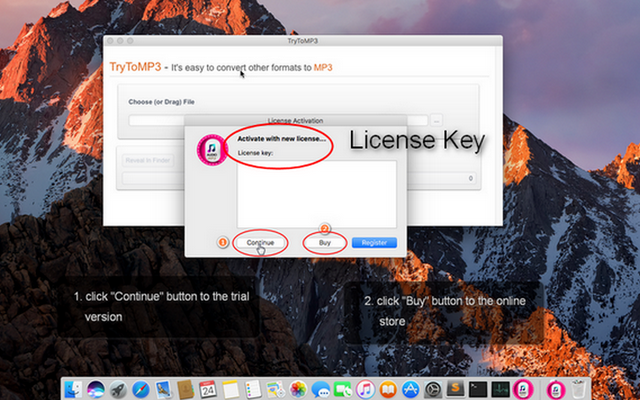 TryToMP3
TryToMP3 - It's easy to convert other formats to MP3
Choose (or Drag) File
License Activation
...
Activate with new license...
License Key
License key:
Reveal in Finder
0
2
3 Continue Buy Register
1. click "Continue" button to the trial
version
2. click "Buy" button to the online
store
24